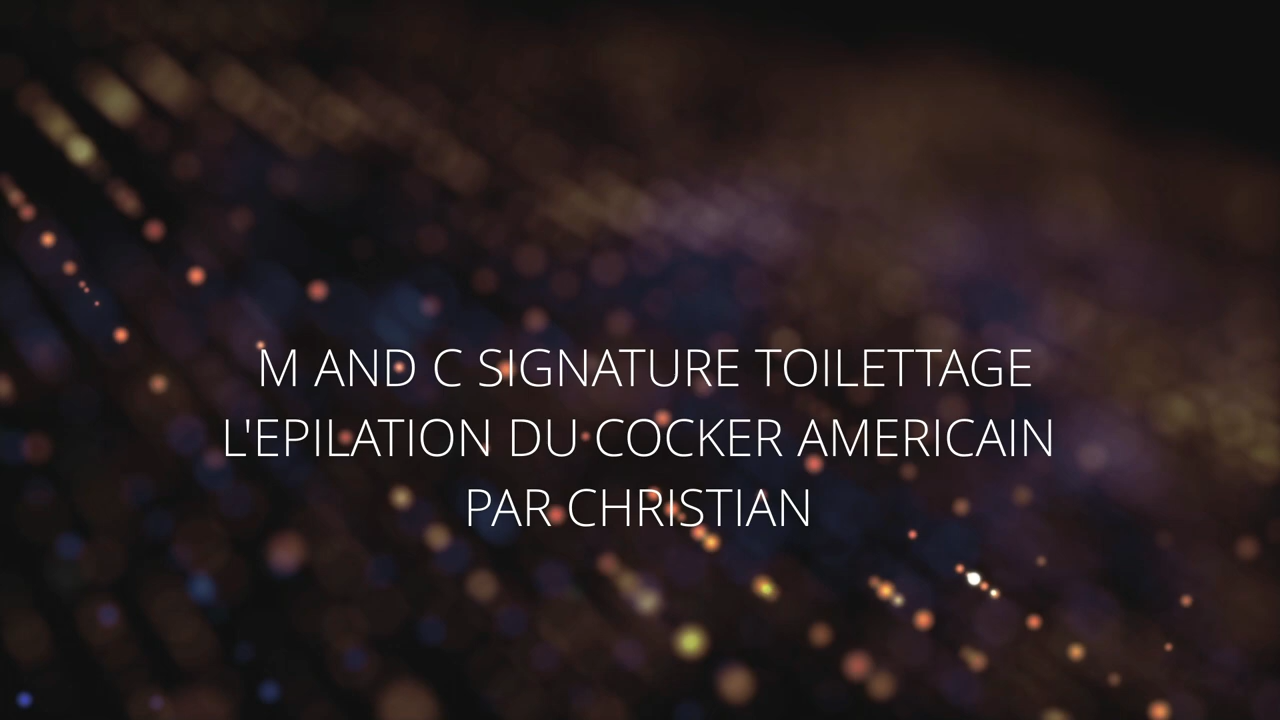 M AND C SIGNATURE TOILETTAGE
L'EPILATION DU COCKER AMERICAIN
PAR CHRISTIAN